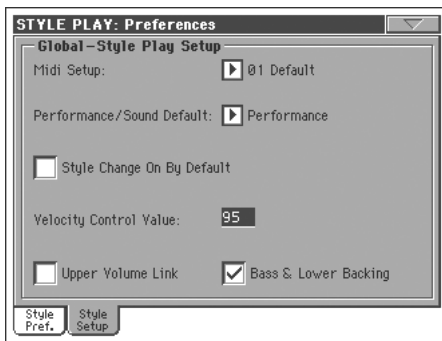 STYLE PLAY: Preferences
Global-Style Play Setup
Midi Setup: 01 Default
Performance/Sound Default: Performance
Style Change On By Default
Velocity Control Value: 95
Upper Volume Link Bass & Lower Backing
Style Pref. Style Setup